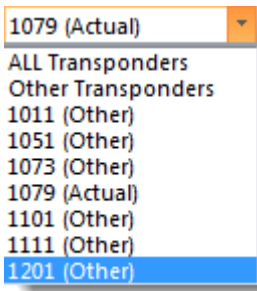 1079 (Actual)
ALL Transponders
Other Transponders
1011 (Other)
1051 (Other)
1073 (Other)
1079 (Actual)
1101 (Other)
1111 (Other)
1201 (Other)